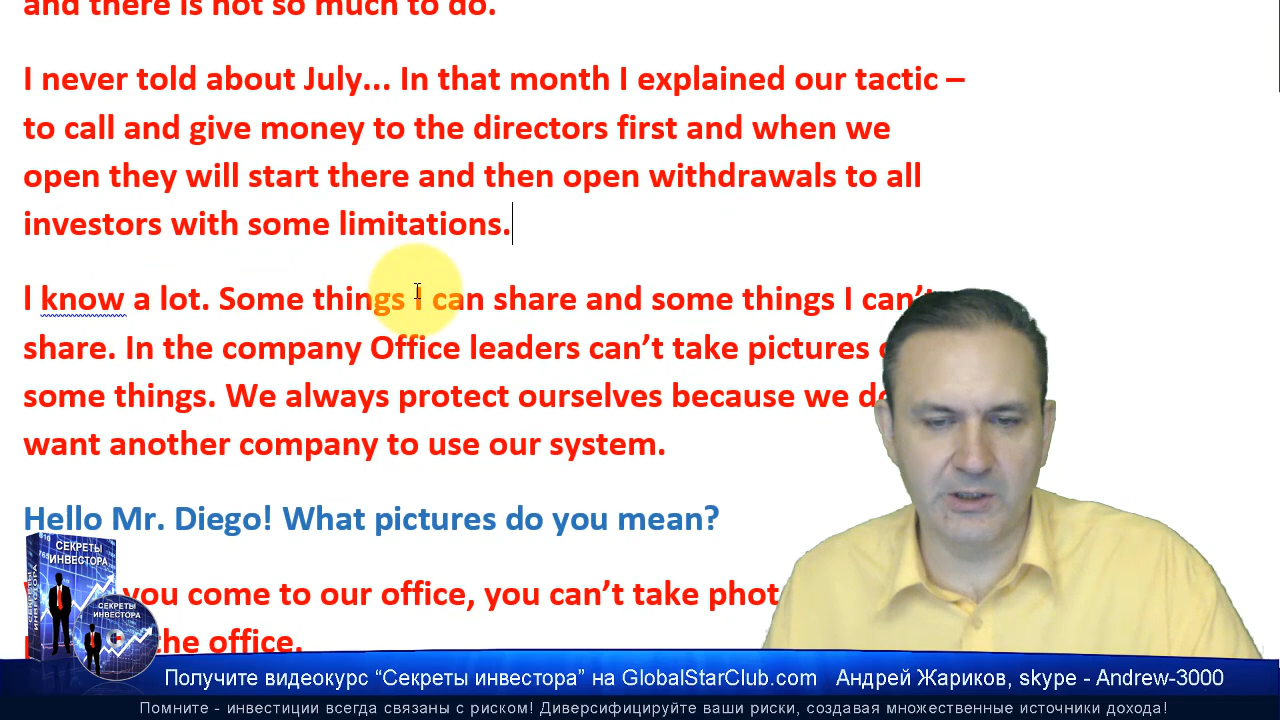 and there is not so much to do.
I never told about July... In that month I explained our tactic –
to call and give money to the directors first and when we
open they will start there and then open withdrawals to all
investors with some limitations.
I know a lot. Some things I can share and some things I can't
share. In the company Office leaders can't take pictures
some things. We always protect ourselves because we
want another company to use our system.
Hello Mr. Diego! What pictures do you mean?
you come to our office, you can't take
the office.
СЕКРЕТЫ
ИНВЕСТОРА
СЕКРЕТЫ
ИНВЕСТОРА
СЕКРЕТЫ
ИНВЕСТОРА
Получите видеокурс “Секреты инвестора” на GlobalStarClub.com Андрей Жариков, skype - Andrew-3000
Помните - инвестиции всегда связаны с риском! Диверсифицируйте ваши риски, создавая множественные источники дохода!